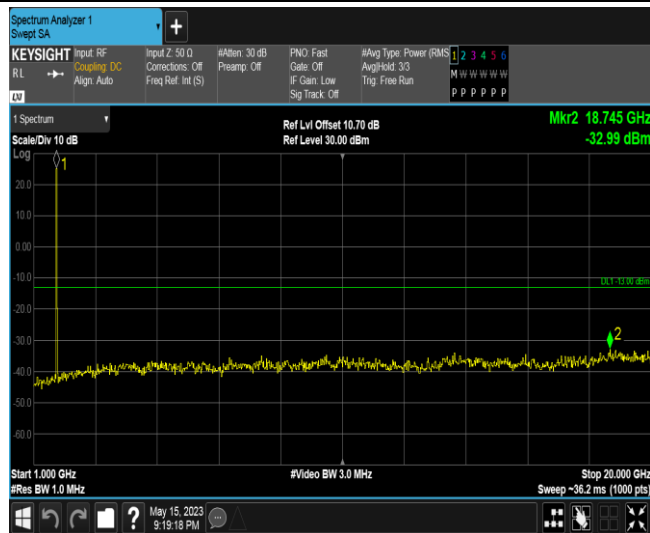 Spectrum Analyzer 1
Swept SA
+
KEYSIGHT Input: RF Input Z: 50 Ω #Atten: 30 dB PNO: Fast #Avg Type: Power (RMS 1 2 3 4 5 6
RL Coupling: DC Corrections: Off Preamp: Off Gate: Off Avg|Hold: 3/3 M W W W W W
Align: Auto Freq Ref: Int (S) IF Gain: Low Trig: Free Run
Sig Track: Off P P P P P P
LXI
1 Spectrum Ref Lvl Offset 10.70 dB Mkr2 18.745 GHz
Scale/Div 10 dB Ref Level 30.00 dBm -32.99 dBm
Log
1
20.0
10.0
0.00
-10.0
DL1 -13.00 dBm
-20.0
-30.0
2
-40.0
-50.0
-60.0
Start 1.000 GHz #Video BW 3.0 MHz Stop 20.000 GHz
#Res BW 1.0 MHz Sweep ~36.2 ms (1000 pts)
? May 15, 2023
9:19:18 PM